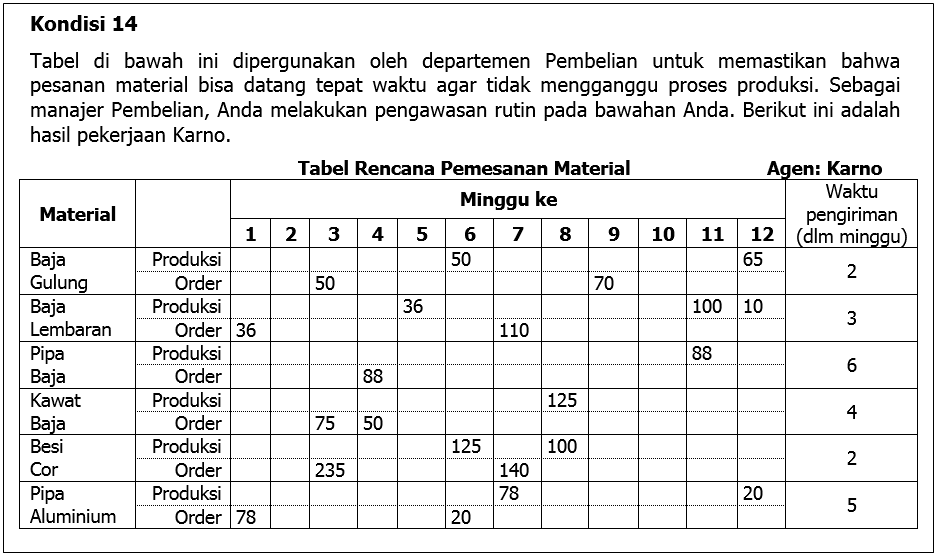 Kondisi 14
Tabel di bawah ini dipergunakan oleh departemen Pembelian untuk memastikan bahwa
pesanan material bisa datang tepat waktu agar tidak mengganggu proses produksi. Sebagai
manajer Pembelian, Anda melakukan pengawasan rutin pada bawahan Anda. Berikut ini adalah
hasil pekerjaan Karno.
Tabel Rencana Pemesanan Material Agen: Karno
Material Minggu ke Waktu pengiriman (dlm minggu)
1 2 3 4 5 6 7 8 9 10 11 12
Baja Produksi 50 65
Gulung Order 50 70
2
Baja Produksi 36 100 10
Lembaran Order 36 110
3
Pipa Produksi 88
Baja Order 88
6
Kawat Produksi 125
Baja Order 75 50
4
Besi Produksi 125 100
Cor Order 235 140
2
Pipa Produksi 78 20
Aluminium Order 78 20
5